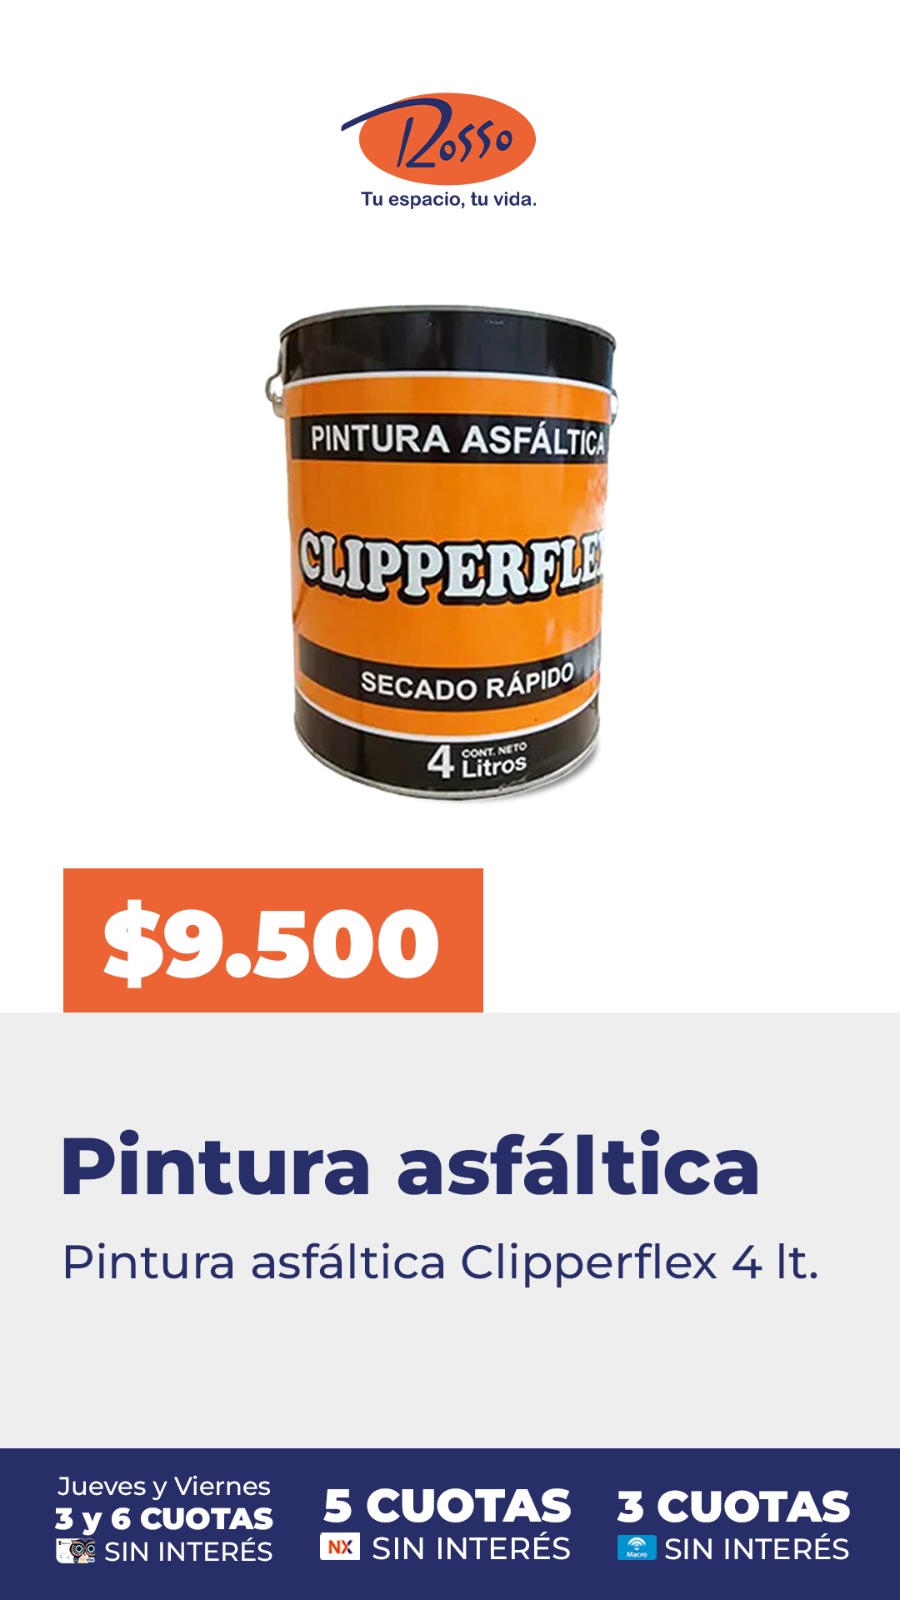 Rosso
Tu espacio, tu vida.
PINTURA ASFÁLTICA
CLIPPERFLEX
SECADO RÁPIDO
4 CONT. NETO
Litros
$9.500
Pintura asfáltica
Pintura asfáltica Clipperflex 4 lt.
Jueves y Viernes
3 y 6 CUOTAS
SIN INTERÉS
5 CUOTAS
NX SIN INTERÉS
3 CUOTAS
Macro SIN INTERÉS